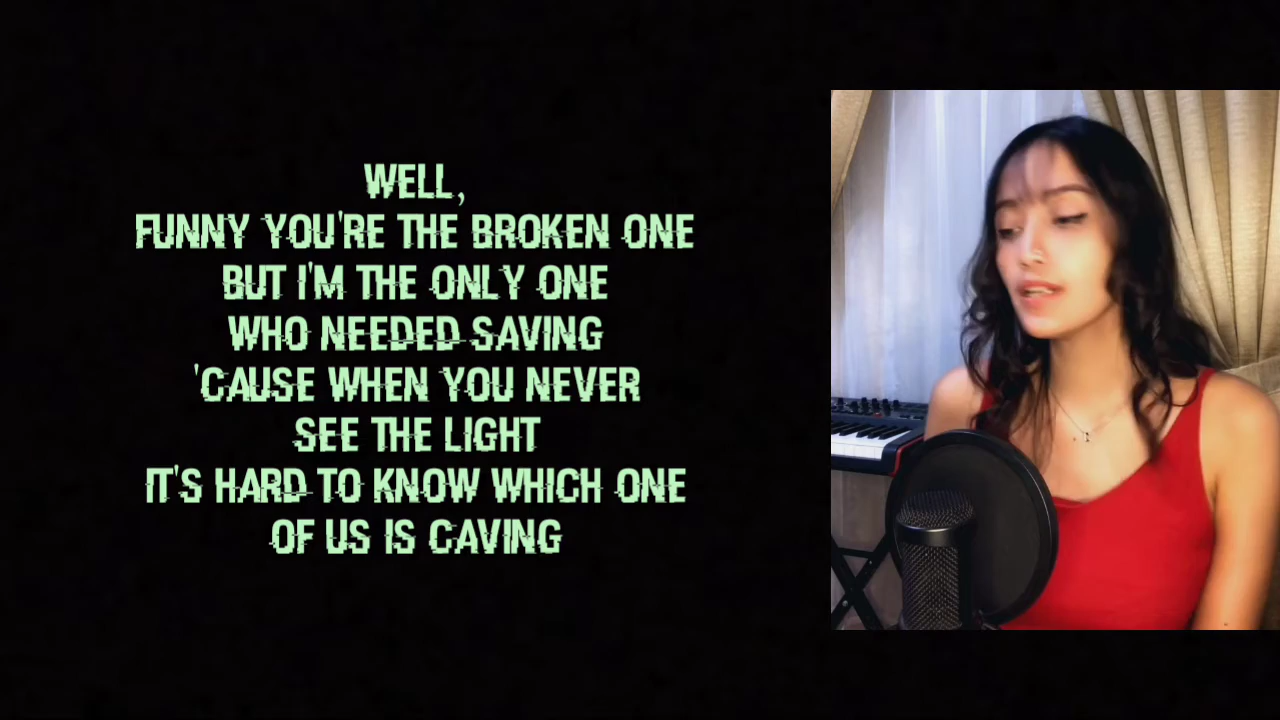 WELL,
FUNNY YOU'RE THE BROKEN ONE
BUT I'M THE ONLY ONE
WHO NEEDED SAVING
'CAUSE WHEN YOU NEVER
SEE THE LIGHT
IT'S HARD TO KNOW WHICH ONE
OF US IS CAVING